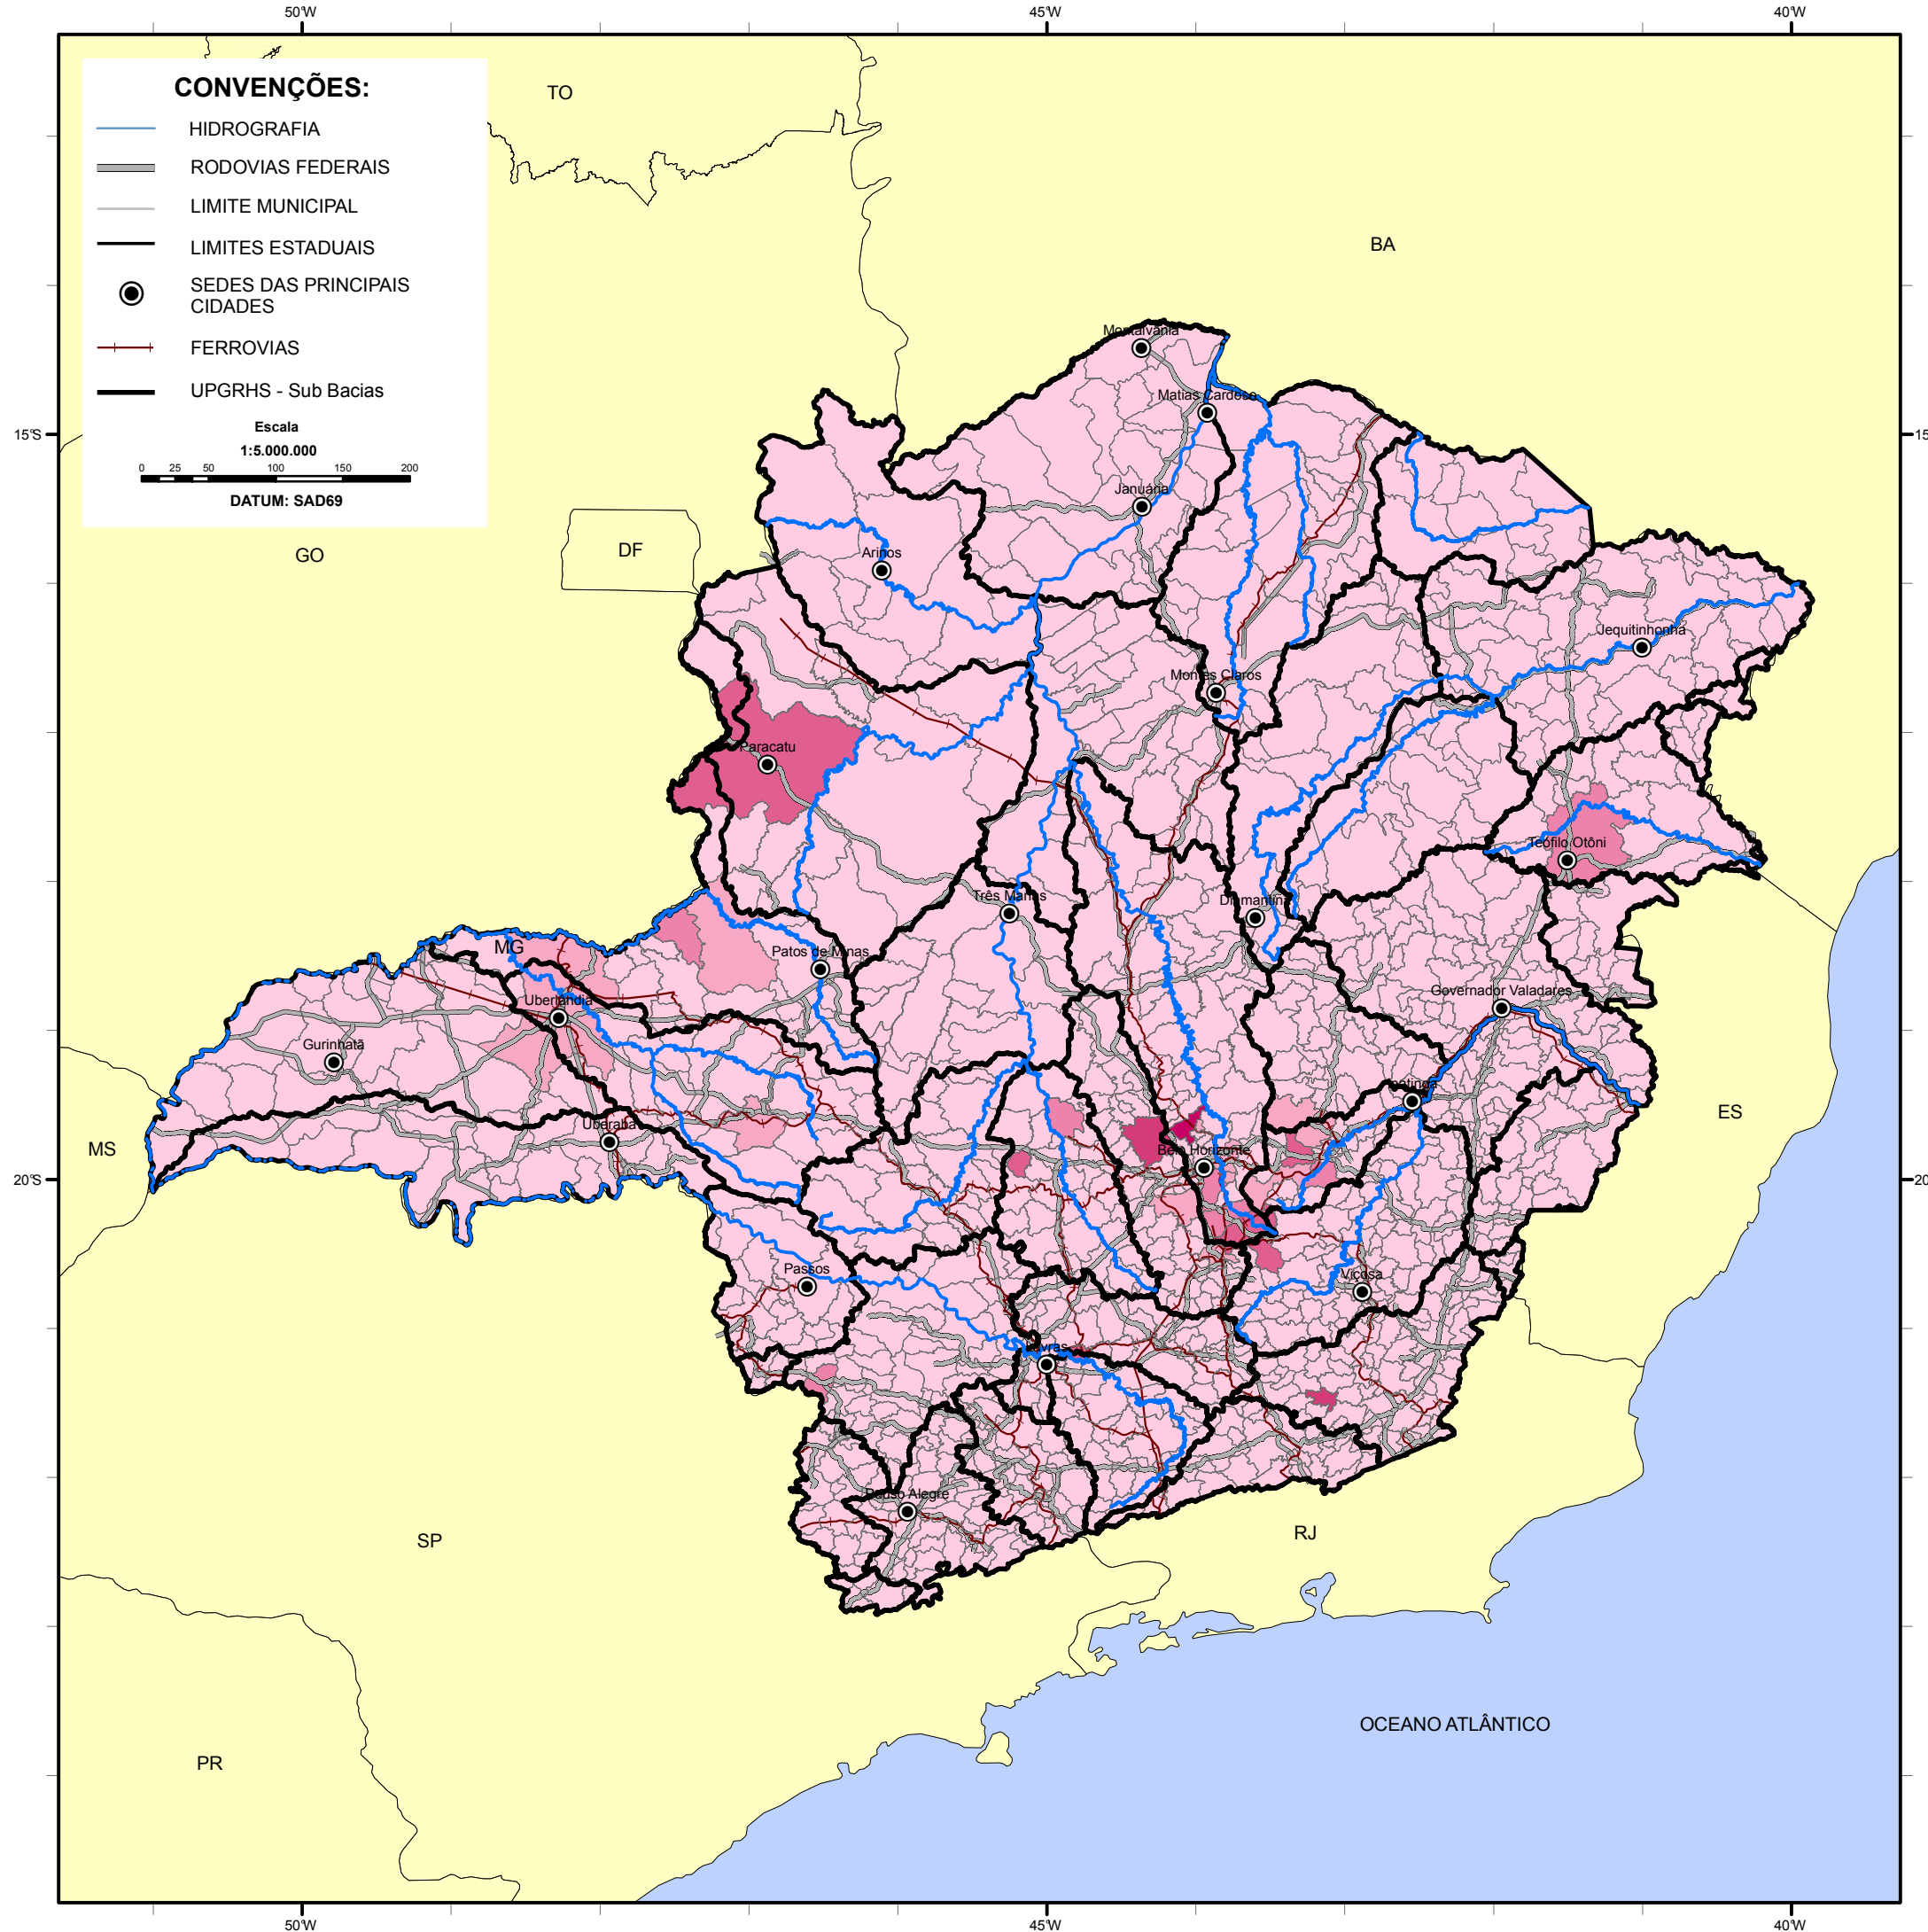 50°W 45°W 40°W
CONVENÇÕES:
HIDROGRAFIA
RODOVIAS FEDERAIS
LIMITE MUNICIPAL
LIMITES ESTADUAIS
SEDES DAS PRINCIPAIS
CIDADES
FERROVIAS
UPGRHS - Sub Bacias
Escala
1:5.000.000
0 25 50 100 150 200
DATUM: SAD69
TO
BA
Montalvânia
Matias Cardoso
15°S
15
Januária
GO
DF
Arinos
Jequitinhonha
Montes Claros
Paracatu
Teófilo Otôni
Três Marias
Diamantina
MG
Patos de Minas
Uberlândia
Governador Valadares
Gurinhatã
Ipatinga
ES
MS
Uberaba
Belo Horizonte
20°S
20
Passos
Viçosa
Lavras
Pouso Alegre
SP
RJ
OCEANO ATLÂNTICO
PR
50°W 45°W 40°W